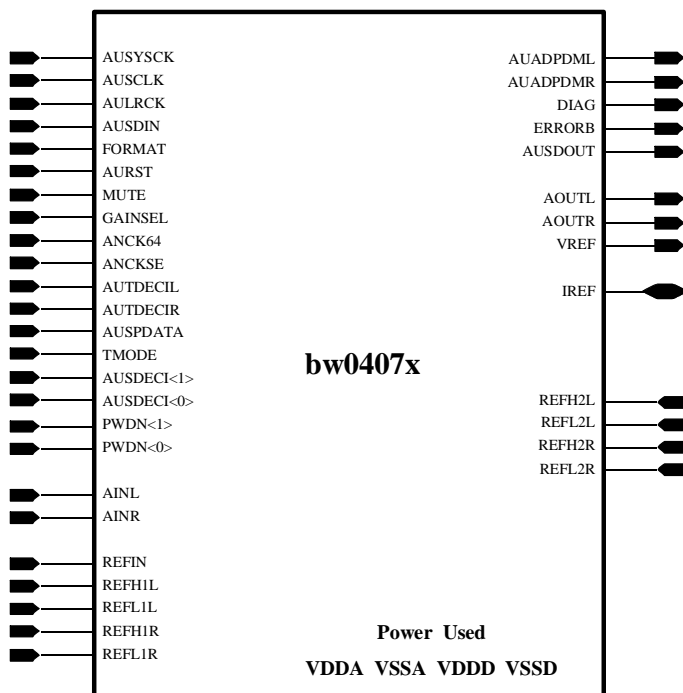 AUSYSCK
AUSCLK
AULRCK
AUSDIN
FORMAT
AURST
MUTE
GAINSEL
ANCK64
ANCKSE
AUTDECIL
AUTDECIR
AUSPDATA
TMODE
AUSDECI<1>
AUSDECI<0>
PWDN<1>
PWDN<0>
AINL
AINR
REFIN
REFH1L
REFL1L
REFH1R
REFL1R
bw0407x
AUADPDML
AUADPDMR
DIAG
ERRORB
AUSDOUT
AOUTL
AOUTR
VREF
IREF
REFH2L
REFL2L
REFH2R
REFL2R
Power Used
VDDA VSSA VDDD VSSD